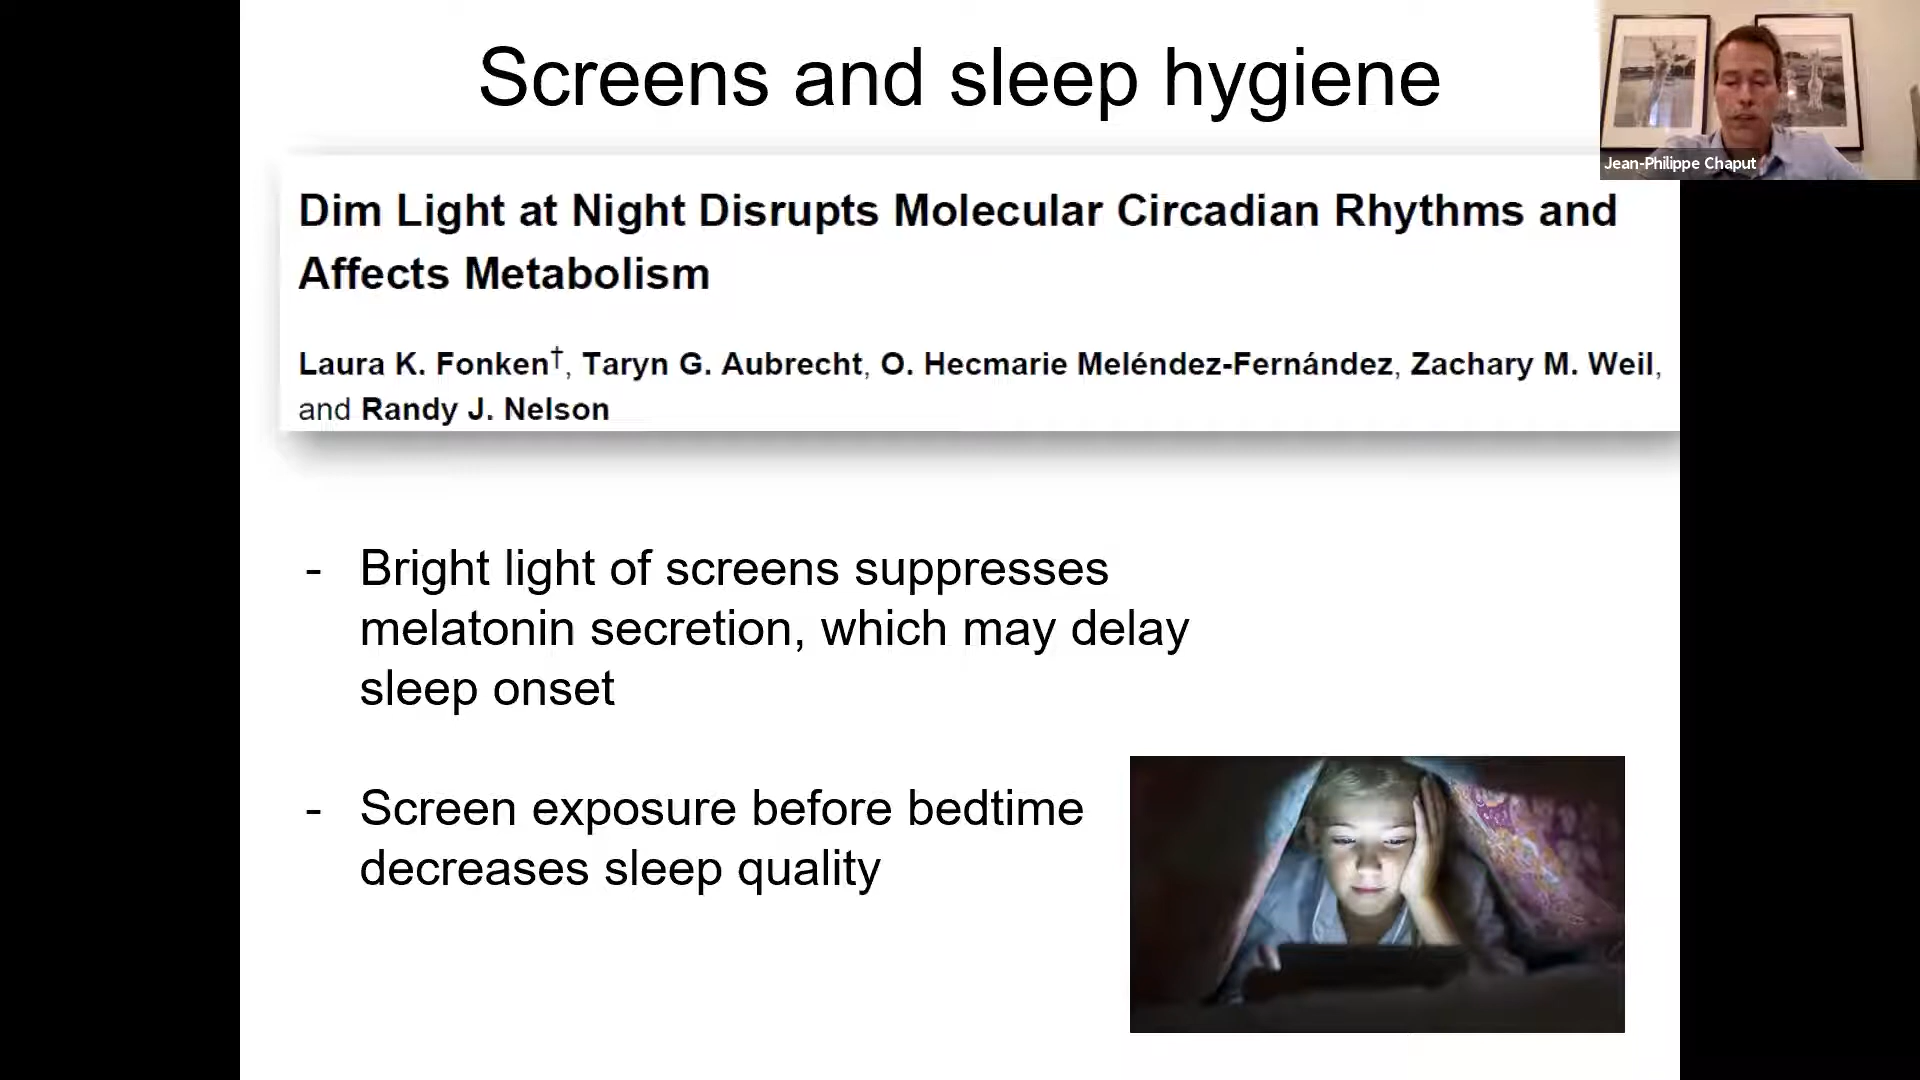 Screens and sleep hygiene
Jean-Philippe Chaput
Dim Light at Night Disrupts Molecular Circadian Rhythms and
Affects Metabolism
Laura K. Fonken†, Taryn G. Aubrecht, O. Hecmarie Meléndez-Fernández, Zachary M. Weil,
and Randy J. Nelson
- Bright light of screens suppresses
melatonin secretion, which may delay
sleep onset
- Screen exposure before bedtime
decreases sleep quality